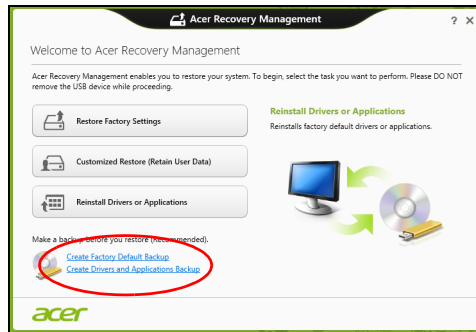 Acer Recovery Management
? ×
Welcome to Acer Recovery Management
Acer Recovery Management enables you to restore your system. To begin, select the task you want to perform. Please DO NOT
remove the USB device while proceeding.
Restore Factory Settings
Customized Restore (Retain User Data)
Reinstall Drivers or Applications
Reinstall Drivers or Applications
Reinstalls factory default drivers or applications.
Make a backup before you restore (Recommended).
Create Factory Default Backup
Create Drivers and Applications Backup
acer